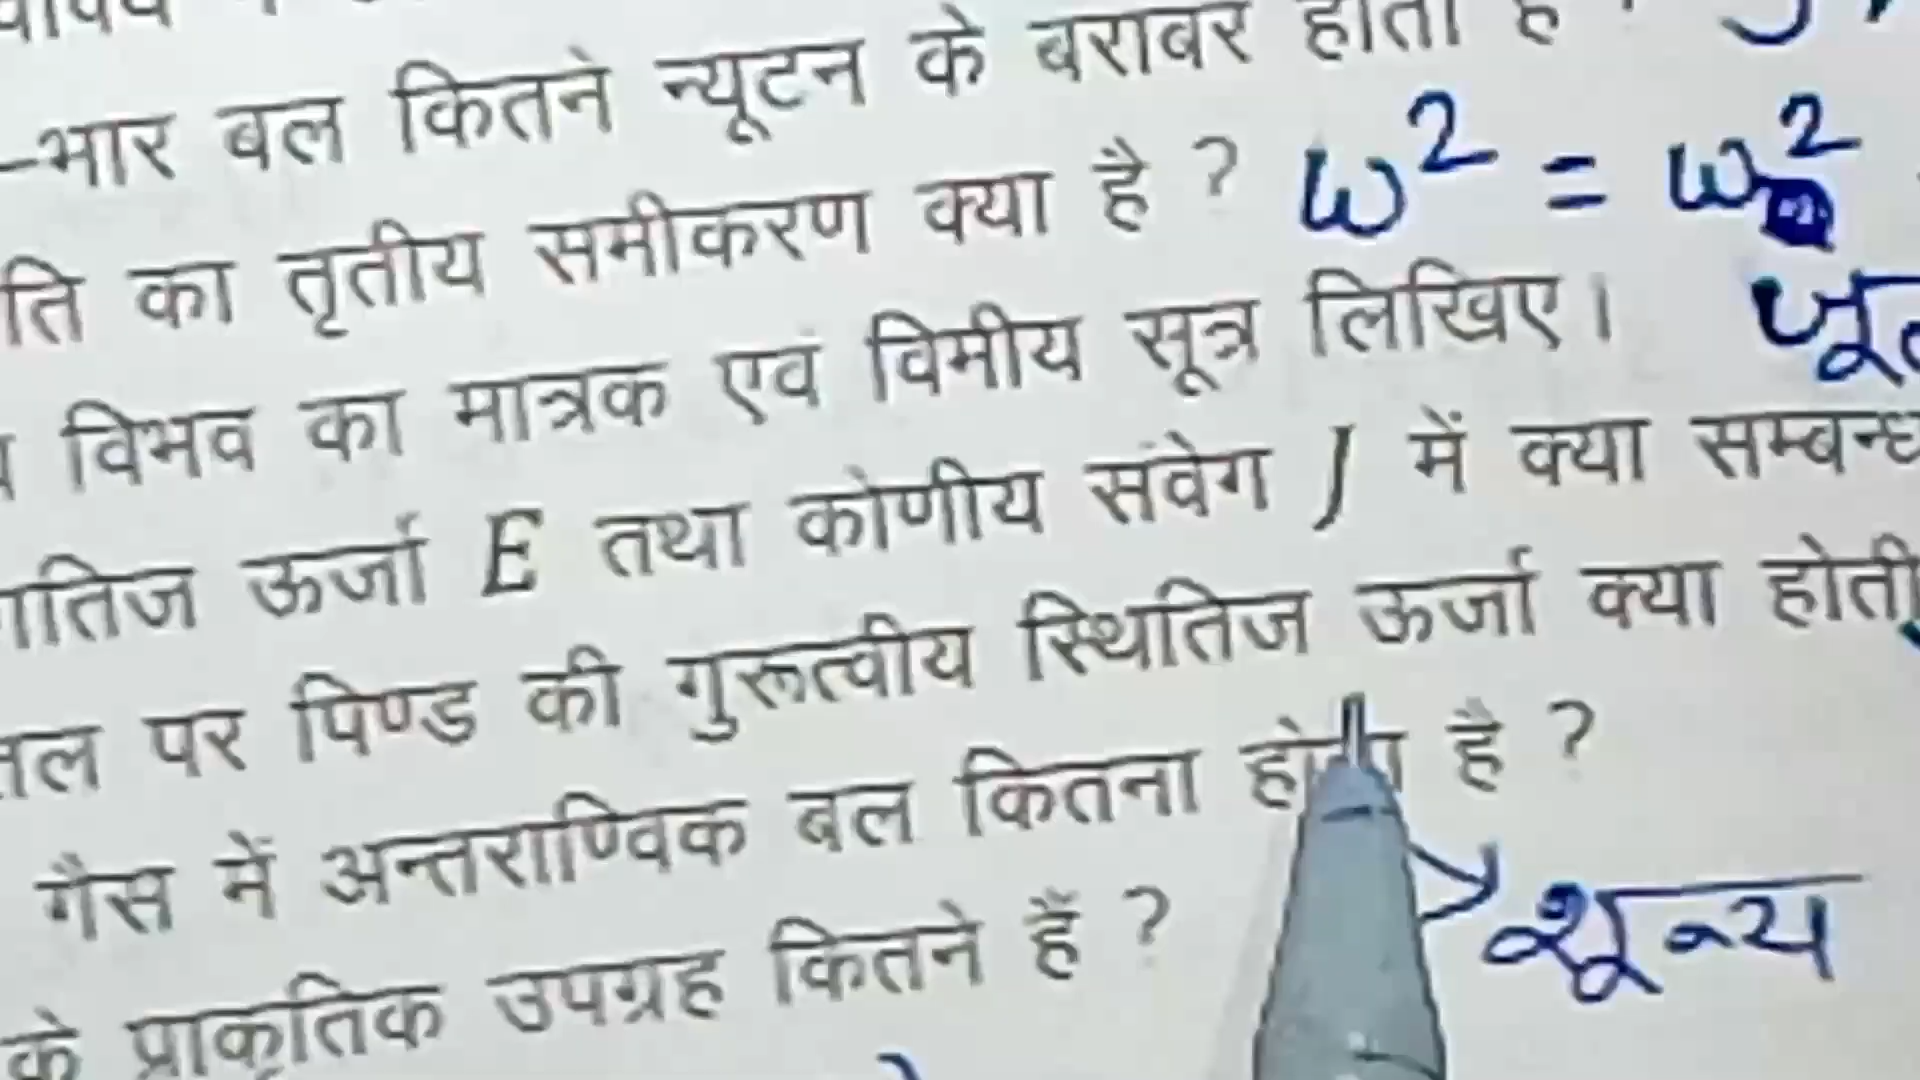 -भार बल कितने न्यूटन के बराबर होता है
ति का तृतीय समीकरण क्या है ? ω² = ω₀²
विभव का मात्रक एवं विमीय सूत्र लिखिए।
ऊर्जा E तथा कोणीय संवेग J में क्या सम्बन्ध
पर पिण्ड की गुरुत्वीय स्थितिज ऊर्जा क्या होती
गैस में अन्तराण्विक बल कितना होता है ?
शून्य
के प्राकृतिक उपग्रह कितने हैं ?